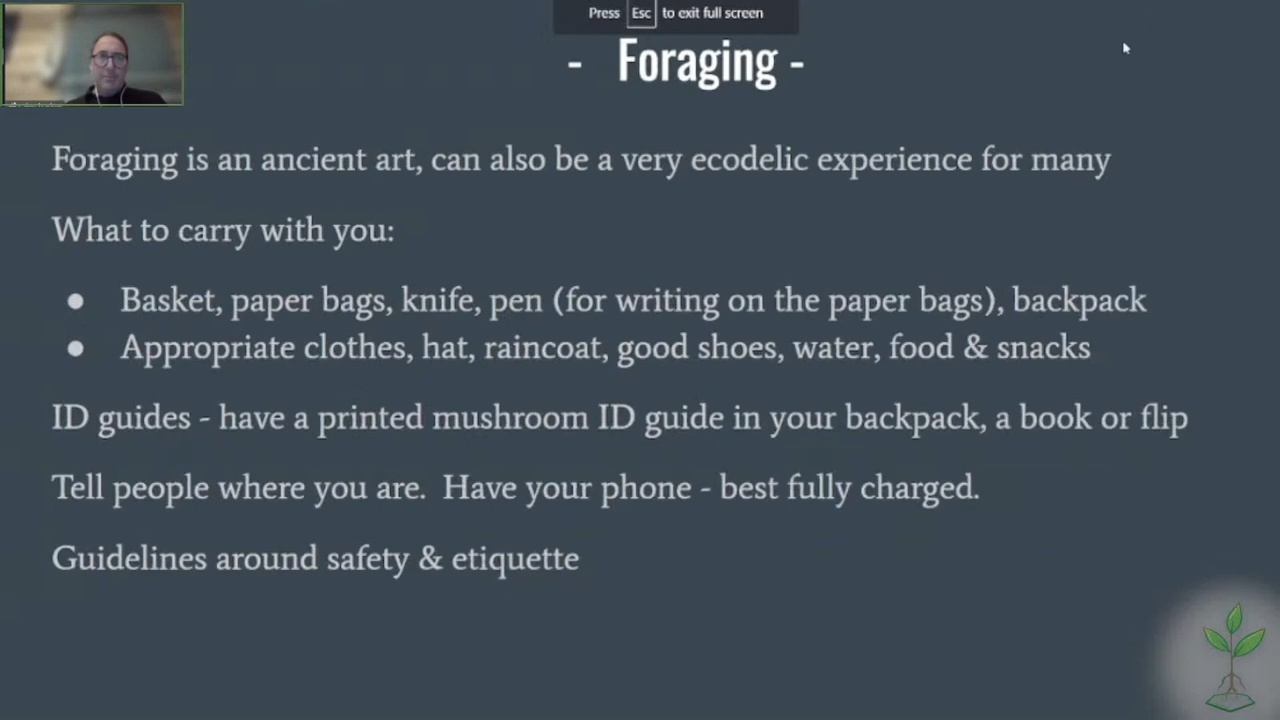 Press Esc to exit full screen
- Foraging -
Foraging is an ancient art, can also be a very ecodelic experience for many
What to carry with you:
● Basket, paper bags, knife, pen (for writing on the paper bags), backpack
● Appropriate clothes, hat, raincoat, good shoes, water, food & snacks
ID guides - have a printed mushroom ID guide in your backpack, a book or flip
Tell people where you are.  Have your phone - best fully charged.
Guidelines around safety & etiquette